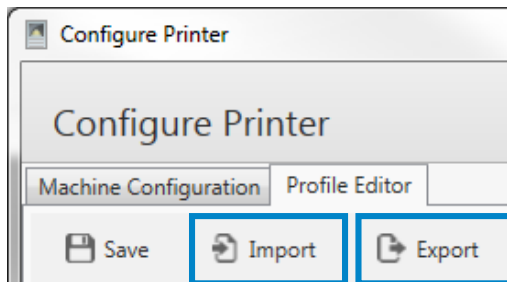 Configure Printer
Configure Printer
Machine Configuration Profile Editor
Save Import Export